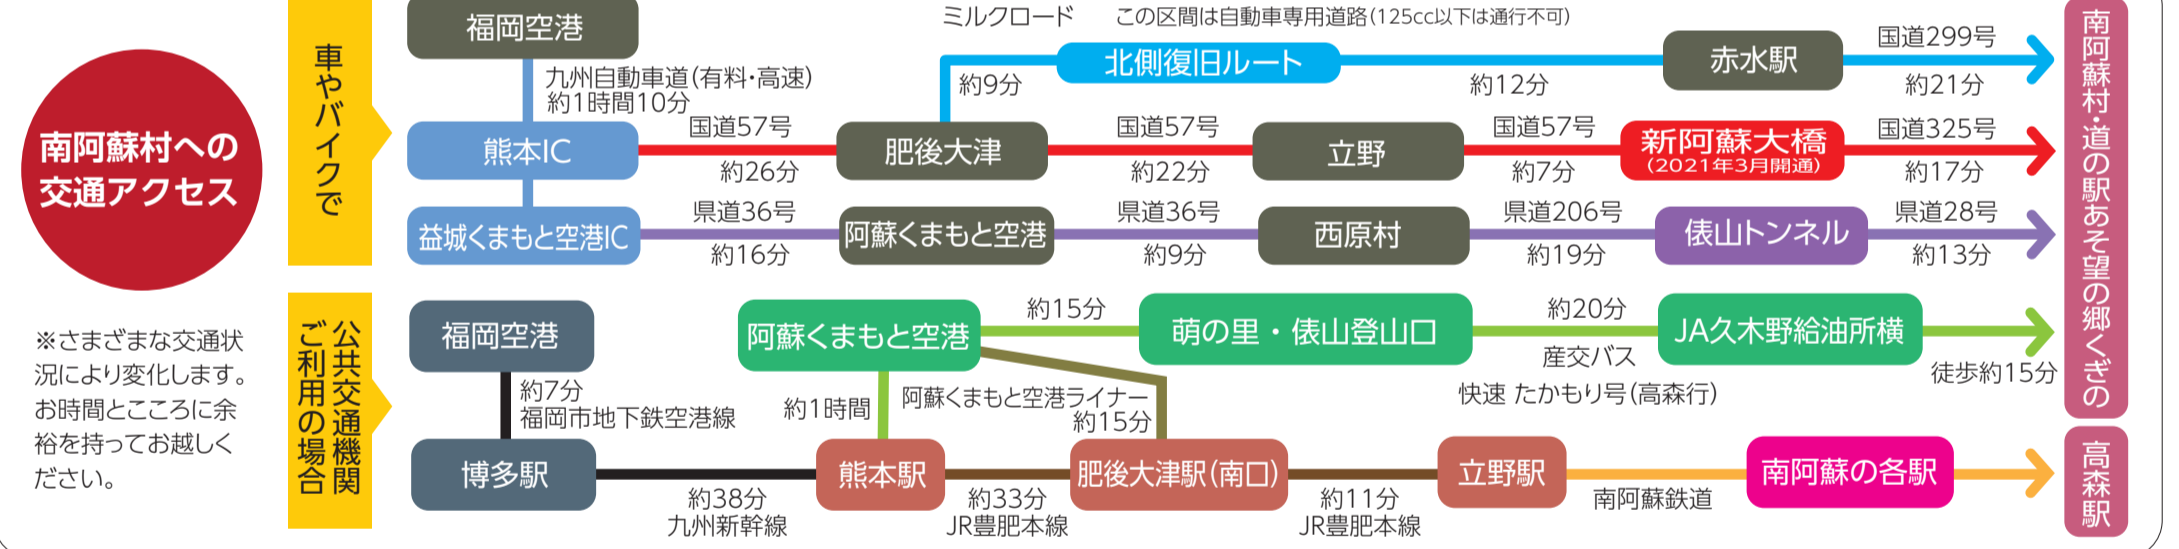 南阿蘇村への
交通アクセス
※さまざまな交通状
況により変化します。
お時間とこころに余
裕を持ってお越しく
ださい。
車やバイクで
福岡空港
九州自動車道(有料・高速)
約1時間10分
熊本IC
益城くまもと空港IC
ミルクロード
この区間は自動車専用道路(125cc以下は通行不可)
約9分
北側復旧ルート
約12分
赤水駅
国道299号
約21分
国道57号
約26分
肥後大津
国道57号
約22分
立野
国道57号
約7分
新阿蘇大橋
(2021年3月開通)
国道325号
約17分
県道36号
約16分
阿蘇くまもと空港
県道36号
約9分
西原村
県道206号
約19分
俵山トンネル
県道28号
約13分
南阿蘇村・道の駅あそ望の郷くぎの
公共交通機関
ご利用の場合
福岡空港
約7分
福岡市地下鉄空港線
博多駅
約38分
九州新幹線
阿蘇くまもと空港
約1時間
阿蘇くまもと空港ライナー
約15分
約15分
萌の里・俵山登山口
約20分
産交バス
快速 たかもり号(高森行)
JA久木野給油所横
徒歩約15分
熊本駅
約33分
JR豊肥本線
肥後大津駅(南口)
約11分
JR豊肥本線
立野駅
南阿蘇鉄道
南阿蘇の各駅
高森駅